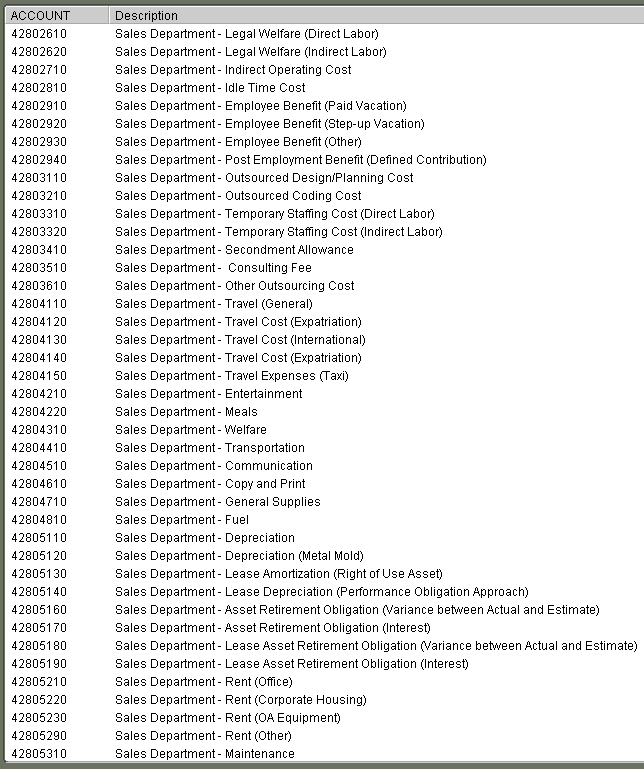 ACCOUNT Description
42802610 Sales Department - Legal Welfare (Direct Labor)
42802620 Sales Department - Legal Welfare (Indirect Labor)
42802710 Sales Department - Indirect Operating Cost
42802810 Sales Department - Idle Time Cost
42802910 Sales Department - Employee Benefit (Paid Vacation)
42802920 Sales Department - Employee Benefit (Step-up Vacation)
42802930 Sales Department - Employee Benefit (Other)
42802940 Sales Department - Post Employment Benefit (Defined Contribution)
42803110 Sales Department - Outsourced Design/Planning Cost
42803210 Sales Department - Outsourced Coding Cost
42803310 Sales Department - Temporary Staffing Cost (Direct Labor)
42803320 Sales Department - Temporary Staffing Cost (Indirect Labor)
42803410 Sales Department - Secondment Allowance
42803510 Sales Department - Consulting Fee
42803610 Sales Department - Other Outsourcing Cost
42804110 Sales Department - Travel (General)
42804120 Sales Department - Travel Cost (Expatriation)
42804130 Sales Department - Travel Cost (International)
42804140 Sales Department - Travel Cost (Expatriation)
42804150 Sales Department - Travel Expenses (Taxi)
42804210 Sales Department - Entertainment
42804220 Sales Department - Meals
42804310 Sales Department - Welfare
42804410 Sales Department - Transportation
42804510 Sales Department - Communication
42804610 Sales Department - Copy and Print
42804710 Sales Department - General Supplies
42804810 Sales Department - Fuel
42805110 Sales Department - Depreciation
42805120 Sales Department - Depreciation (Metal Mold)
42805130 Sales Department - Lease Amortization (Right of Use Asset)
42805140 Sales Department - Lease Depreciation (Performance Obligation Approach)
42805160 Sales Department - Asset Retirement Obligation (Variance between Actual and Estimate)
42805170 Sales Department - Asset Retirement Obligation (Interest)
42805180 Sales Department - Lease Asset Retirement Obligation (Variance between Actual and Estimate)
42805190 Sales Department - Lease Asset Retirement Obligation (Interest)
42805210 Sales Department - Rent (Office)
42805220 Sales Department - Rent (Corporate Housing)
42805230 Sales Department - Rent (OA Equipment)
42805290 Sales Department - Rent (Other)
42805310 Sales Department - Maintenance